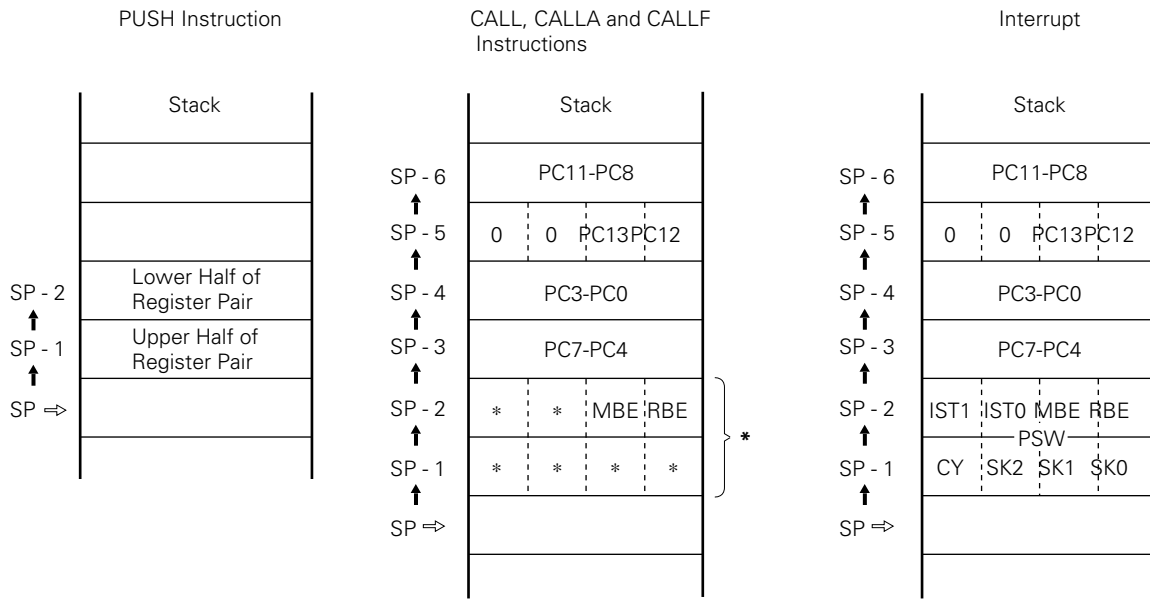 PUSH Instruction
Stack
Lower Half of
Register Pair
Upper Half of
Register Pair
SP - 2
SP - 1
SP ⇨
CALL, CALLA and CALLF
Instructions
Stack
SP - 6 PC11-PC8
SP - 5 0 0 PC13 PC12
SP - 4 PC3-PC0
SP - 3 PC7-PC4
SP - 2 * * MBE RBE
SP - 1 * * * *
*
SP ⇨
Interrupt
Stack
SP - 6 PC11-PC8
SP - 5 0 0 PC13 PC12
SP - 4 PC3-PC0
SP - 3 PC7-PC4
SP - 2 IST1 IST0 MBE RBE
PSW
SP - 1 CY SK2 SK1 SK0
SP ⇨